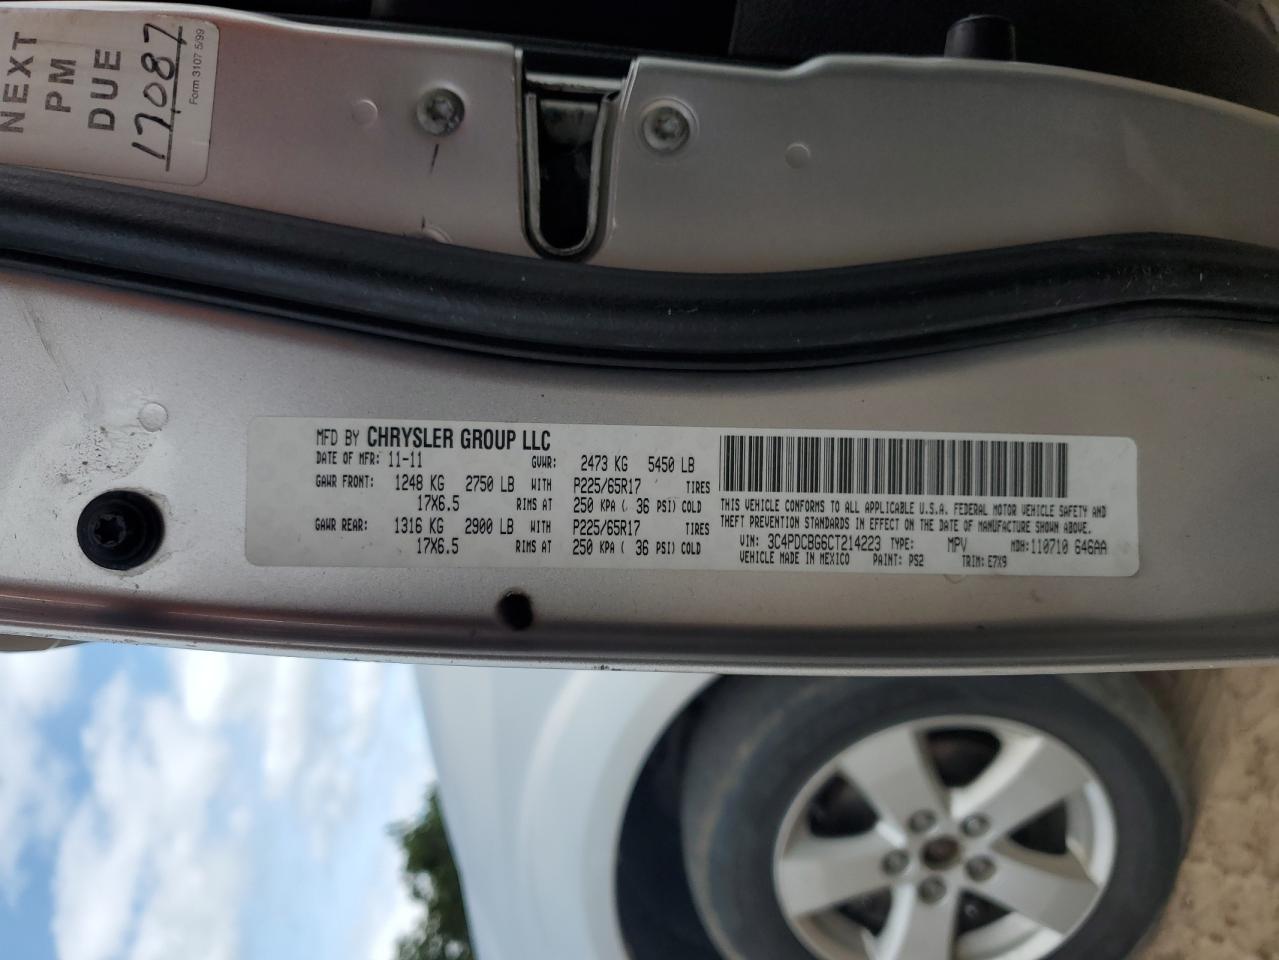 NEXT
PM
DUE
17,087
Form 3107 5/99
MFD BY CHRYSLER GROUP LLC
DATE OF MFR: 11-11 GVWR: 2473 KG 5450 LB
GAWR FRONT: 1248 KG 2750 LB WITH P225/65R17 TIRES
17X6.5 RIMS AT 250 KPA ( 36 PSI) COLD
GAWR REAR: 1316 KG 2900 LB WITH P225/65R17 TIRES
17X6.5 RIMS AT 250 KPA ( 36 PSI) COLD
THIS VEHICLE CONFORMS TO ALL APPLICABLE U.S.A. FEDERAL MOTOR VEHICLE SAFETY AND
THEFT PREVENTION STANDARDS IN EFFECT ON THE DATE OF MANUFACTURE SHOWN ABOVE.
VIN: 3C4PDCBG6CT214223 TYPE: MPV MDH: 110710 646AA
VEHICLE MADE IN MEXICO PAINT: PS2 TRIM: E7X9